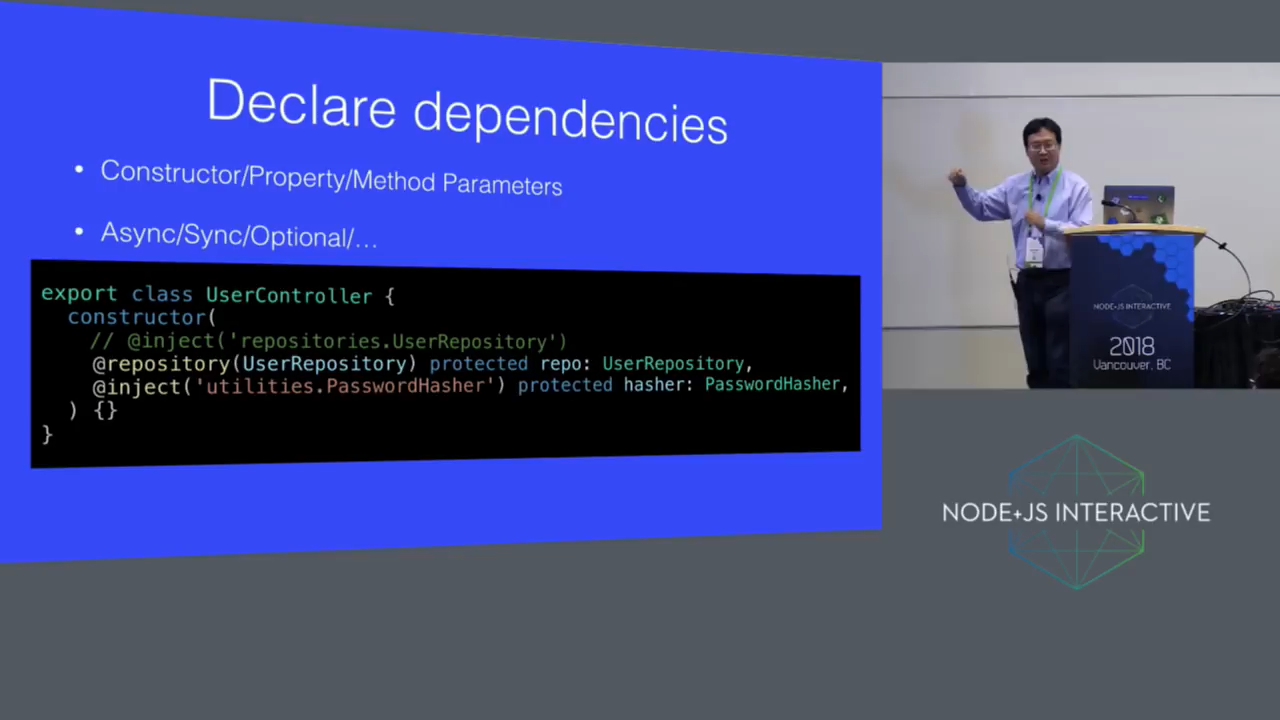 Declare dependencies
• Constructor/Property/Method Parameters
• Async/Sync/Optional/…
export class UserController {
constructor(
// @inject('repositories.UserRepository')
@repository(UserRepository) protected repo: UserRepository,
@inject('utilities.PasswordHasher') protected hasher: PasswordHasher,
) {}
}
NODE+JS INTERACTIVE
2018
Vancouver, BC
NODE+JS INTERACTIVE